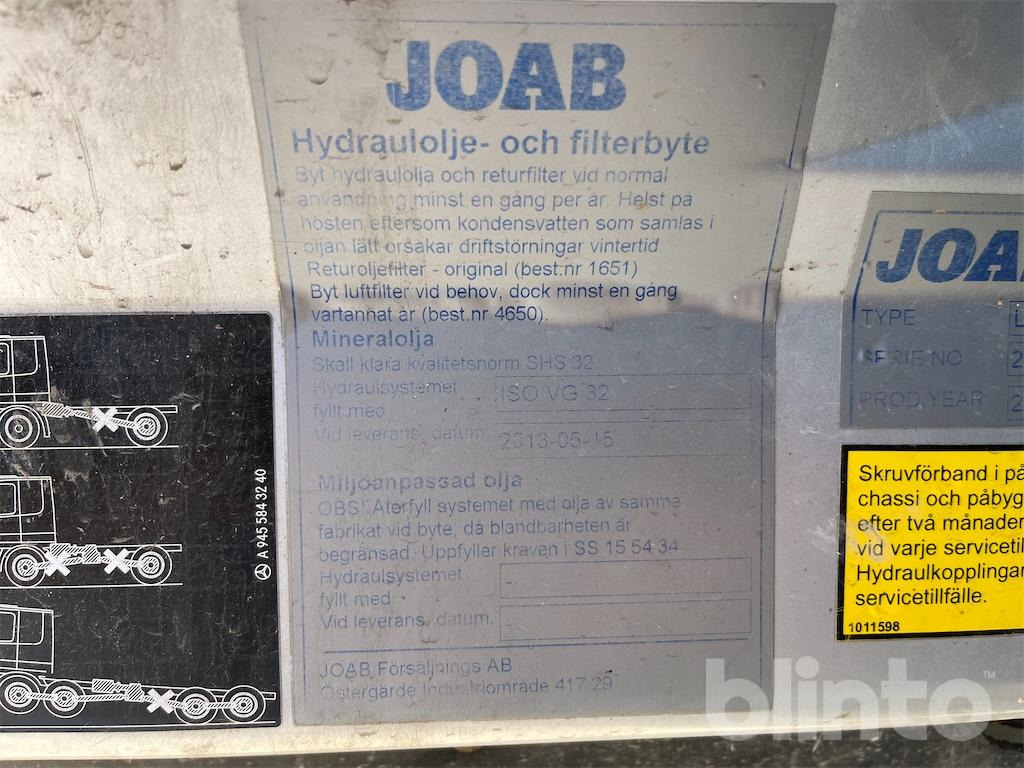 JOAB
Hydraulolje- och filterbyte
Byt hydraulolja och returfilter vid normal
användning minst en gång per år. Helst på
hösten eftersom kondensvatten som samlas i
oljan lätt orsakar driftstörningar vintertid
Returoljefilter - original (best.nr 1651)
Byt luftfilter vid behov, dock minst en gång
vartannat år (best.nr 4650).
Mineralolja
Skall klara kvalitetsnorm SHS 32
Hydraulsystemet
fyllt med
ISO VG 32
Vid leverans. datum.
2013-05-15
Miljöanpassad olja
OBS! Återfyll systemet med olja av samma
fabrikat vid byte, då blandbarheten är
begränsad. Uppfyller kraven i SS 15 54 34
Hydraulsystemet
fyllt med
-
Vid leverans. datum.
-
JOAB Försäljnings AB
Östergärde Industriområde 417 29
A 945 584 32 40
JOA
TYPE
L
SERIE NO
2
PROD.YEAR
2
Skruvförband i på
chassi och påbyg
efter två månader
vid varje servicetil
Hydraulkopplingar
servicetillfälle.
1011598
blinto™